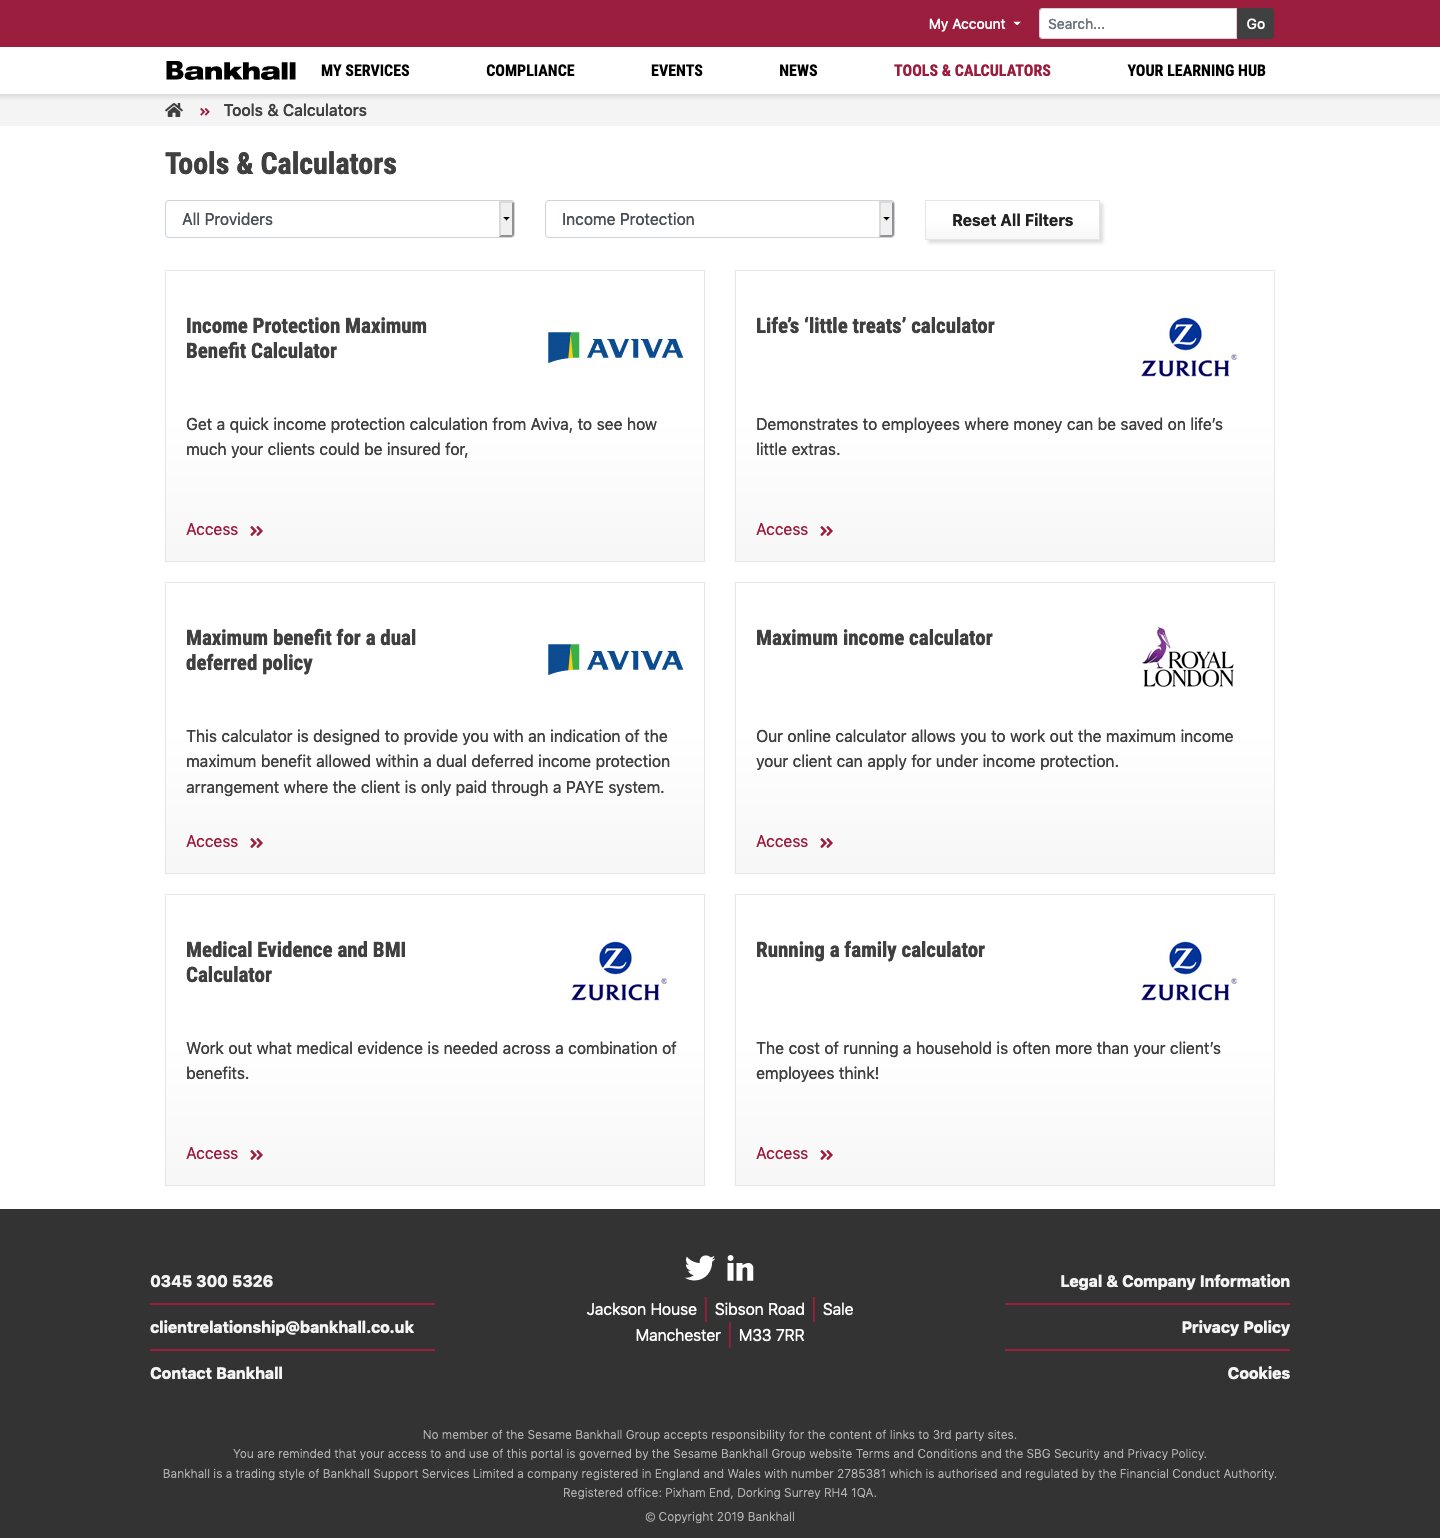 My Account
Search...
Go
Bankhall
MY SERVICES
COMPLIANCE
EVENTS
NEWS
TOOLS & CALCULATORS
YOUR LEARNING HUB
Tools & Calculators
Tools & Calculators
All Providers
Income Protection
Reset All Filters
Income Protection Maximum
Benefit Calculator
AVIVA
Get a quick income protection calculation from Aviva, to see how
much your clients could be insured for,
Access
Life’s ‘little treats’ calculator
Z
ZURICH®
Demonstrates to employees where money can be saved on life’s
little extras.
Access
Maximum benefit for a dual
deferred policy
AVIVA
This calculator is designed to provide you with an indication of the
maximum benefit allowed within a dual deferred income protection
arrangement where the client is only paid through a PAYE system.
Access
Maximum income calculator
ROYAL
LONDON
Our online calculator allows you to work out the maximum income
your client can apply for under income protection.
Access
Medical Evidence and BMI
Calculator
Z
ZURICH®
Work out what medical evidence is needed across a combination of
benefits.
Access
Running a family calculator
Z
ZURICH®
The cost of running a household is often more than your client’s
employees think!
Access
0345 300 5326
clientrelationship@bankhall.co.uk
Contact Bankhall
in
Jackson House | Sibson Road | Sale
Manchester | M33 7RR
Legal & Company Information
Privacy Policy
Cookies
No member of the Sesame Bankhall Group accepts responsibility for the content of links to 3rd party sites.
You are reminded that your access to and use of this portal is governed by the Sesame Bankhall Group website Terms and Conditions and the SBG Security and Privacy Policy.
Bankhall is a trading style of Bankhall Support Services Limited a company registered in England and Wales with number 2785381 which is authorised and regulated by the Financial Conduct Authority.
Registered office: Pixham End, Dorking Surrey RH4 1QA.
© Copyright 2019 Bankhall